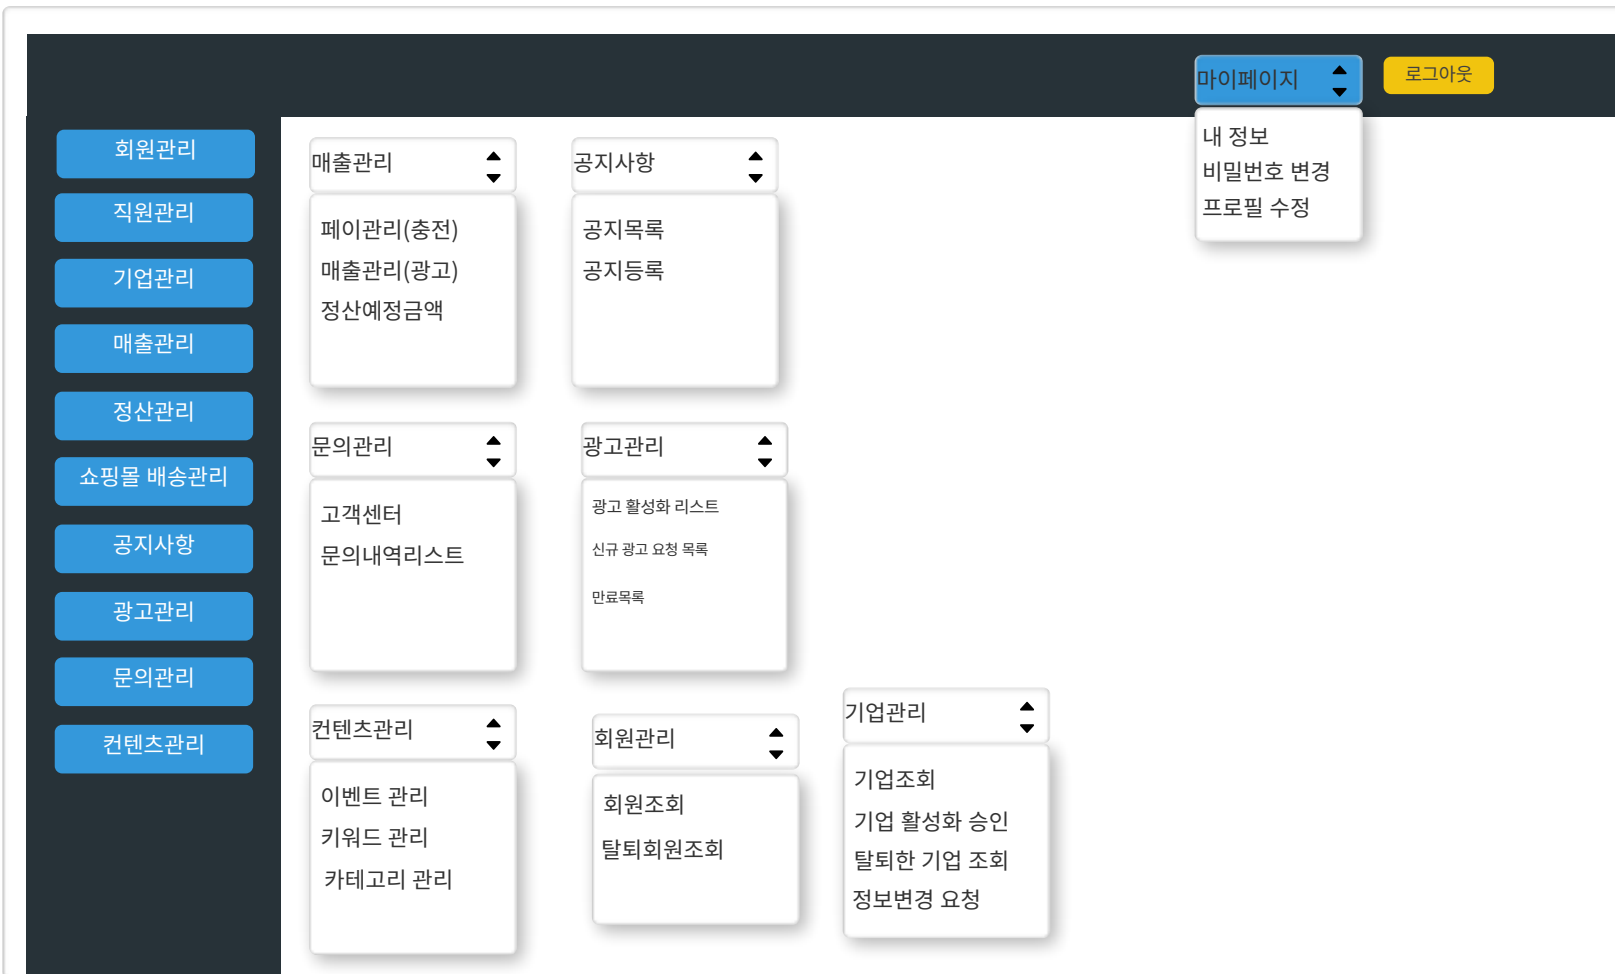 마이페이지
로그아웃
내 정보
비밀번호 변경
프로필 수정
회원관리
직원관리
기업관리
매출관리
정산관리
쇼핑몰 배송관리
공지사항
광고관리
문의관리
컨텐츠관리
매출관리
페이관리(충전)
매출관리(광고)
정산예정금액
공지사항
공지목록
공지등록
문의관리
고객센터
문의내역리스트
광고관리
광고 활성화 리스트
신규 광고 요청 목록
만료목록
컨텐츠관리
이벤트 관리
키워드 관리
카테고리 관리
회원관리
회원조회
탈퇴회원조회
기업관리
기업조회
기업 활성화 승인
탈퇴한 기업 조회
정보변경 요청